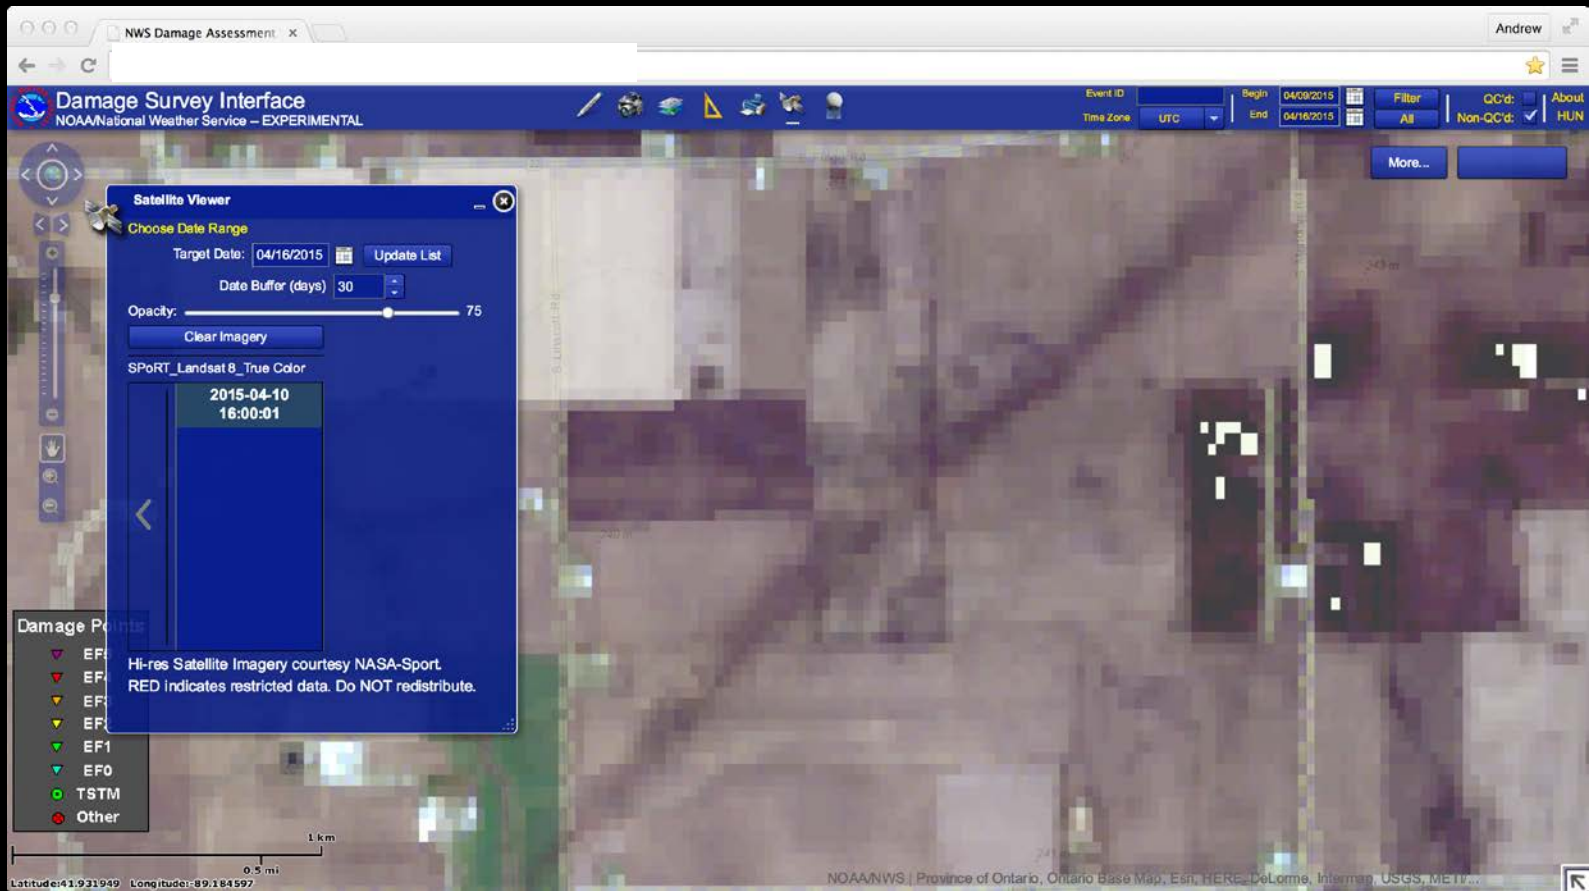 NWS Damage Assessment
Andrew
Damage Survey Interface
NOAA/National Weather Service – EXPERIMENTAL
Event ID
Time Zone UTC
Begin 04/09/2015
End 04/16/2015
Filter
All
QC'd:
Non-QC'd:
About
HUN
More...
Satellite Viewer
Choose Date Range
Target Date: 04/16/2015 Update List
Date Buffer (days) 30
Opacity: 75
Clear Imagery
SPoRT_Landsat 8_True Color
2015-04-10
16:00:01
Hi-res Satellite Imagery courtesy NASA-Sport.
RED indicates restricted data. Do NOT redistribute.
243 m
240 m
Damage Points
EF1
EF0
TSTM
Other
1 km
0.5 mi
Latitude:41.931949 Longitude:-89.184597
NOAA/NWS | Province of Ontario, Ontario Base Map, Esri, HERE, DeLorme, Intermap, USGS, METI/...